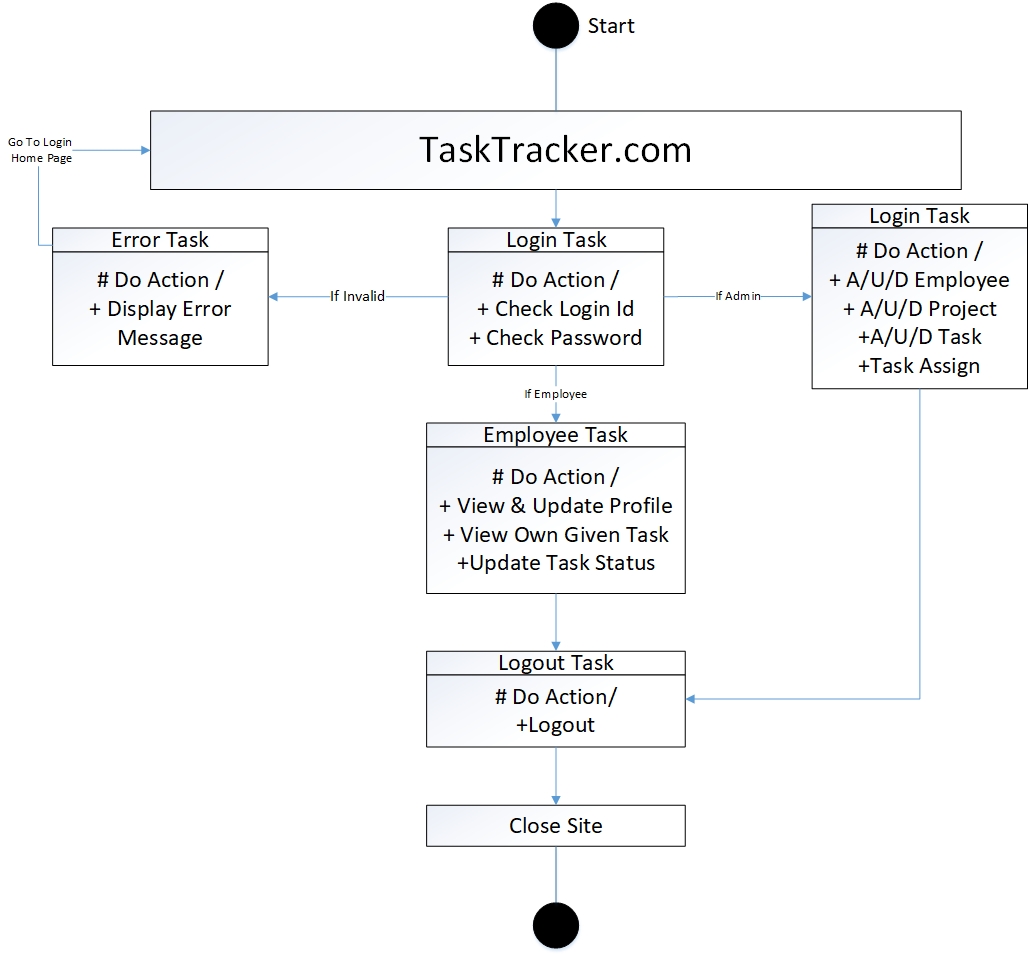 Start
TaskTracker.com
Go To Login
Home Page
Error Task
# Do Action /
+ Display Error
Message
If Invalid
Login Task
# Do Action /
+ Check Login Id
+ Check Password
If Admin
Login Task
# Do Action /
+ A/U/D Employee
+ A/U/D Project
+A/U/D Task
+Task Assign
If Employee
Employee Task
# Do Action /
+ View & Update Profile
+ View Own Given Task
+Update Task Status
Logout Task
# Do Action/
+Logout
Close Site